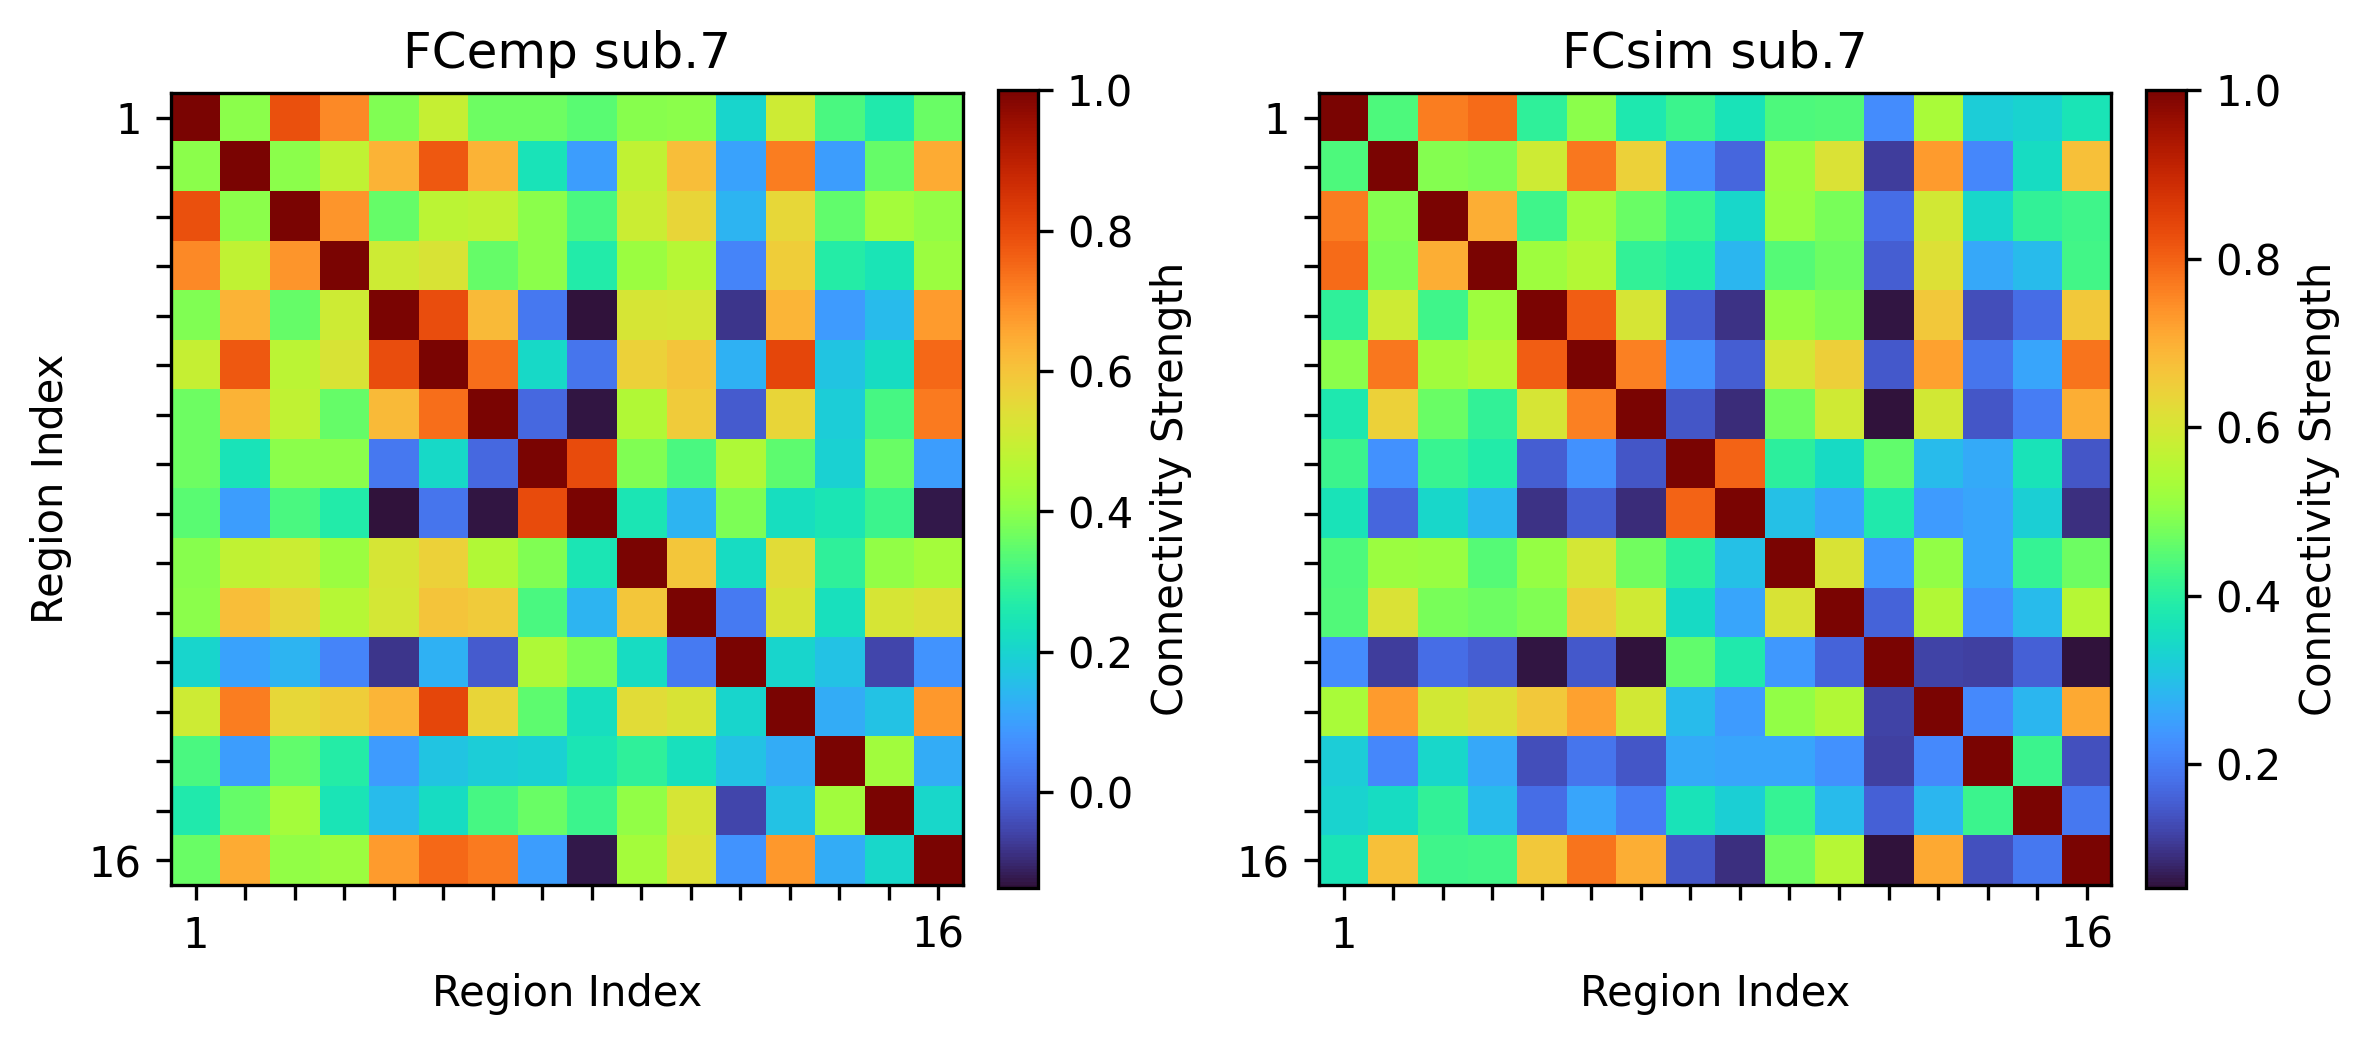 FCemp sub.7
1
16
1
16
Region Index
Region Index
1.0
0.8
0.6
0.4
0.2
0.0
Connectivity Strength
FCsim sub.7
1
16
1
16
Region Index
1.0
0.8
0.6
0.4
0.2
Connectivity Strength